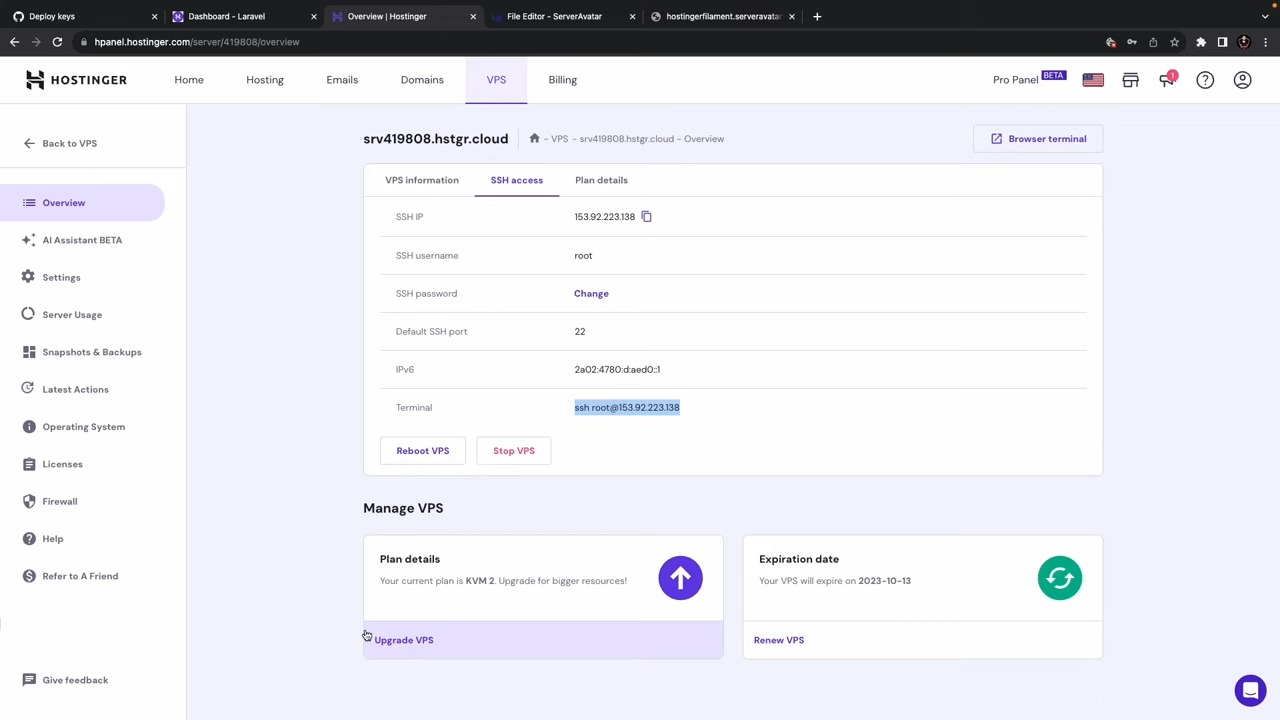 Deploy keys
Dashboard - Laravel
Overview | Hostinger
File Editor - ServerAvatar
hostingerfilament.serveravatar
hpanel.hostinger.com/server/419808/overview
HOSTINGER
Home
Hosting
Emails
Domains
VPS
Billing
Pro Panel BETA
1
Back to VPS
Overview
AI Assistant BETA
Settings
Server Usage
Snapshots & Backups
Latest Actions
Operating System
Licenses
Firewall
Help
Refer to A Friend
Give feedback
srv419808.hstgr.cloud
- VPS - srv419808.hstgr.cloud - Overview
Browser terminal
VPS information
SSH access
Plan details
SSH IP
153.92.223.138
SSH username
root
SSH password
Change
Default SSH port
22
IPv6
2a02:4780:d:aed0::1
Terminal
ssh root@153.92.223.138
Reboot VPS
Stop VPS
Manage VPS
Plan details
Your current plan is KVM 2. Upgrade for bigger resources!
Upgrade VPS
Expiration date
Your VPS will expire on 2023-10-13
Renew VPS